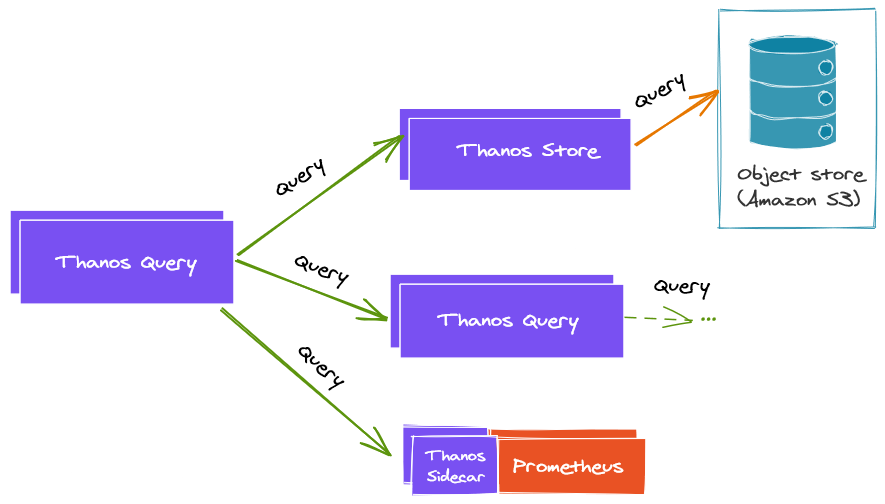 Query
Thanos Store
Object store
(Amazon S3)
Query
Thanos Query
Query
Thanos Query
Query
...
Query
Thanos
Sidecar
Prometheus